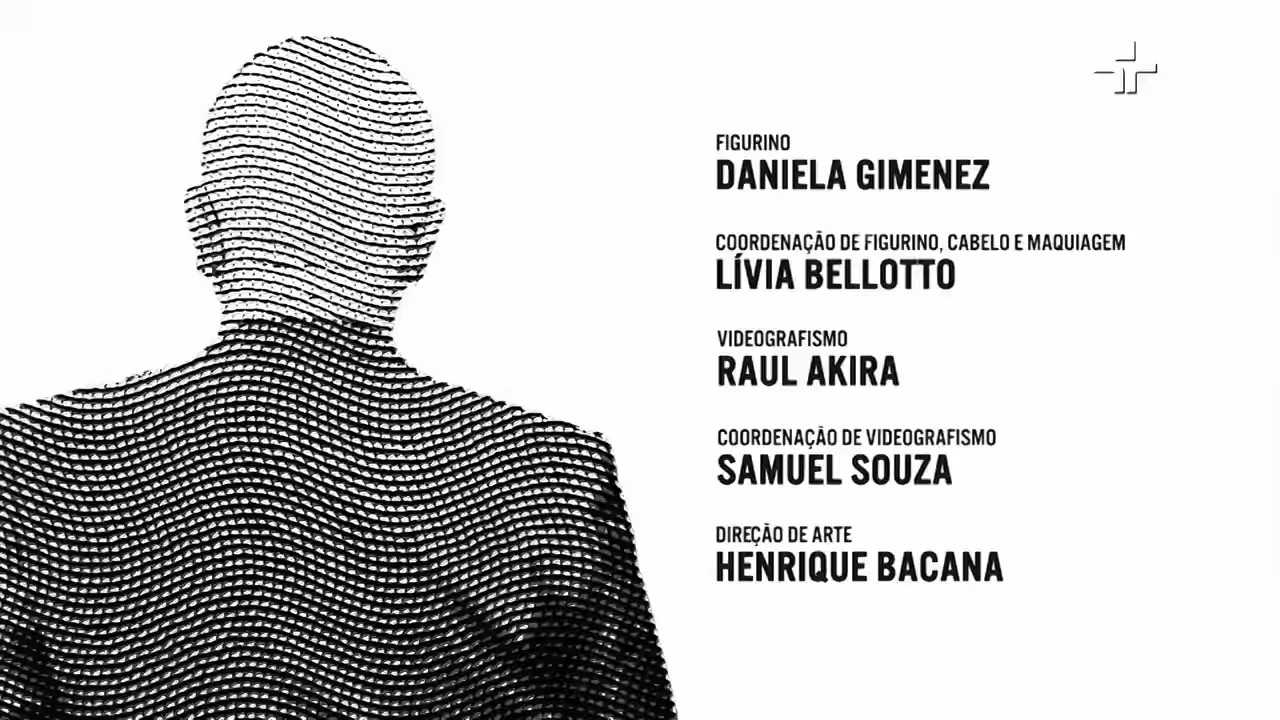 FIGURINO
DANIELA GIMENEZ
COORDENAÇÃO DE FIGURINO, CABELO E MAQUIAGEM
LÍVIA BELLOTTO
VIDEOGRAFISMO
RAUL AKIRA
COORDENAÇÃO DE VIDEOGRAFISMO
SAMUEL SOUZA
DIREÇÃO DE ARTE
HENRIQUE BACANA